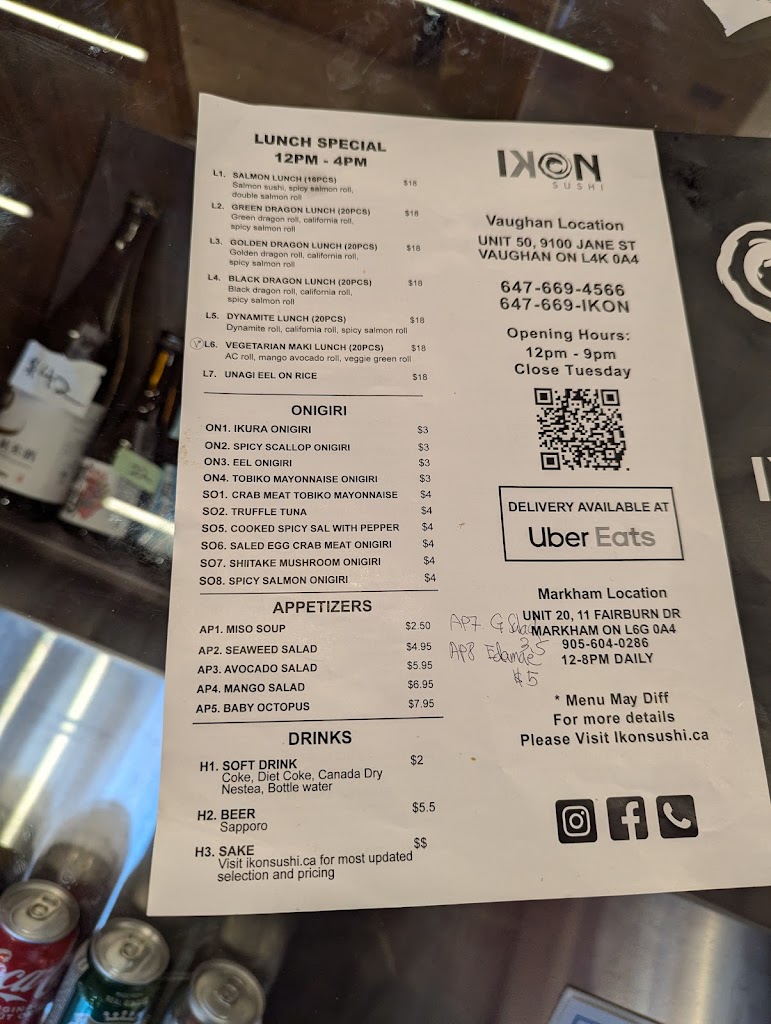 LUNCH SPECIAL
12PM - 4PM
L1. SALMON LUNCH (16PCS) $18
Salmon sushi, spicy salmon roll,
double salmon roll
L2. GREEN DRAGON LUNCH (20PCS) $18
Green dragon roll, california roll,
spicy salmon roll
L3. GOLDEN DRAGON LUNCH (20PCS) $18
Golden dragon roll, california roll,
spicy salmon roll
L4. BLACK DRAGON LUNCH (20PCS) $18
Black dragon roll, california roll,
spicy salmon roll
L5. DYNAMITE LUNCH (20PCS) $18
Dynamite roll, california roll, spicy salmon roll
L6. VEGETARIAN MAKI LUNCH (20PCS) $18
AC roll, mango avocado roll, veggie green roll
L7. UNAGI EEL ON RICE $18
ONIGIRI
ON1. IKURA ONIGIRI $3
ON2. SPICY SCALLOP ONIGIRI $3
ON3. EEL ONIGIRI $3
ON4. TOBIKO MAYONNAISE ONIGIRI $3
SO1. CRAB MEAT TOBIKO MAYONNAISE $4
SO2. TRUFFLE TUNA $4
SO5. COOKED SPICY SAL WITH PEPPER $4
SO6. SALED EGG CRAB MEAT ONIGIRI $4
SO7. SHIITAKE MUSHROOM ONIGIRI $4
SO8. SPICY SALMON ONIGIRI $4
APPETIZERS
AP1. MISO SOUP $2.50
AP2. SEAWEED SALAD $4.95
AP3. AVOCADO SALAD $5.95
AP4. MANGO SALAD $6.95
AP5. BABY OCTOPUS $7.95
DRINKS
H1. SOFT DRINK $2
Coke, Diet Coke, Canada Dry
Nestea, Bottle water
H2. BEER $5.5
Sapporo
H3. SAKE $$
Visit ikonsushi.ca for most updated
selection and pricing
IKON
SUSHI
Vaughan Location
UNIT 50, 9100 JANE ST
VAUGHAN ON L4K 0A4
647-669-4566
647-669-IKON
Opening Hours:
12pm - 9pm
Close Tuesday
DELIVERY AVAILABLE AT
Uber Eats
Markham Location
UNIT 20, 11 FAIRBURN DR
MARKHAM ON L6G 0A4
905-604-0286
12-8PM DAILY
AP7 G
3.5
AP8 Edamae
$5
* Menu May Diff
For more details
Please Visit Ikonsushi.ca
$42